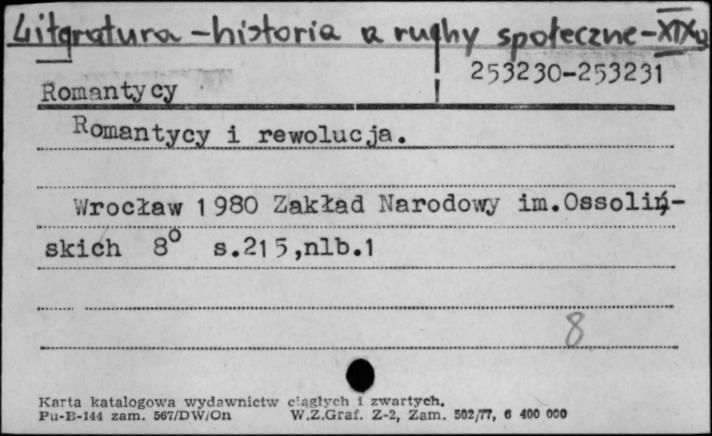 Literatura - historia a ruchy społeczne - XIX w
253230-253231
Romantycy
Romantycy i rewolucja.
Wrocław 1980 Zakład Narodowy im.Ossoliń-
skich 8° s.215,nlb.1
8
Karta katalogowa wydawnictw ciągłych i zwartych.
Pu-B-144 zam. 567/DW/On W.Z.Graf. Z-2, Zam. 502/77, 6 400 000